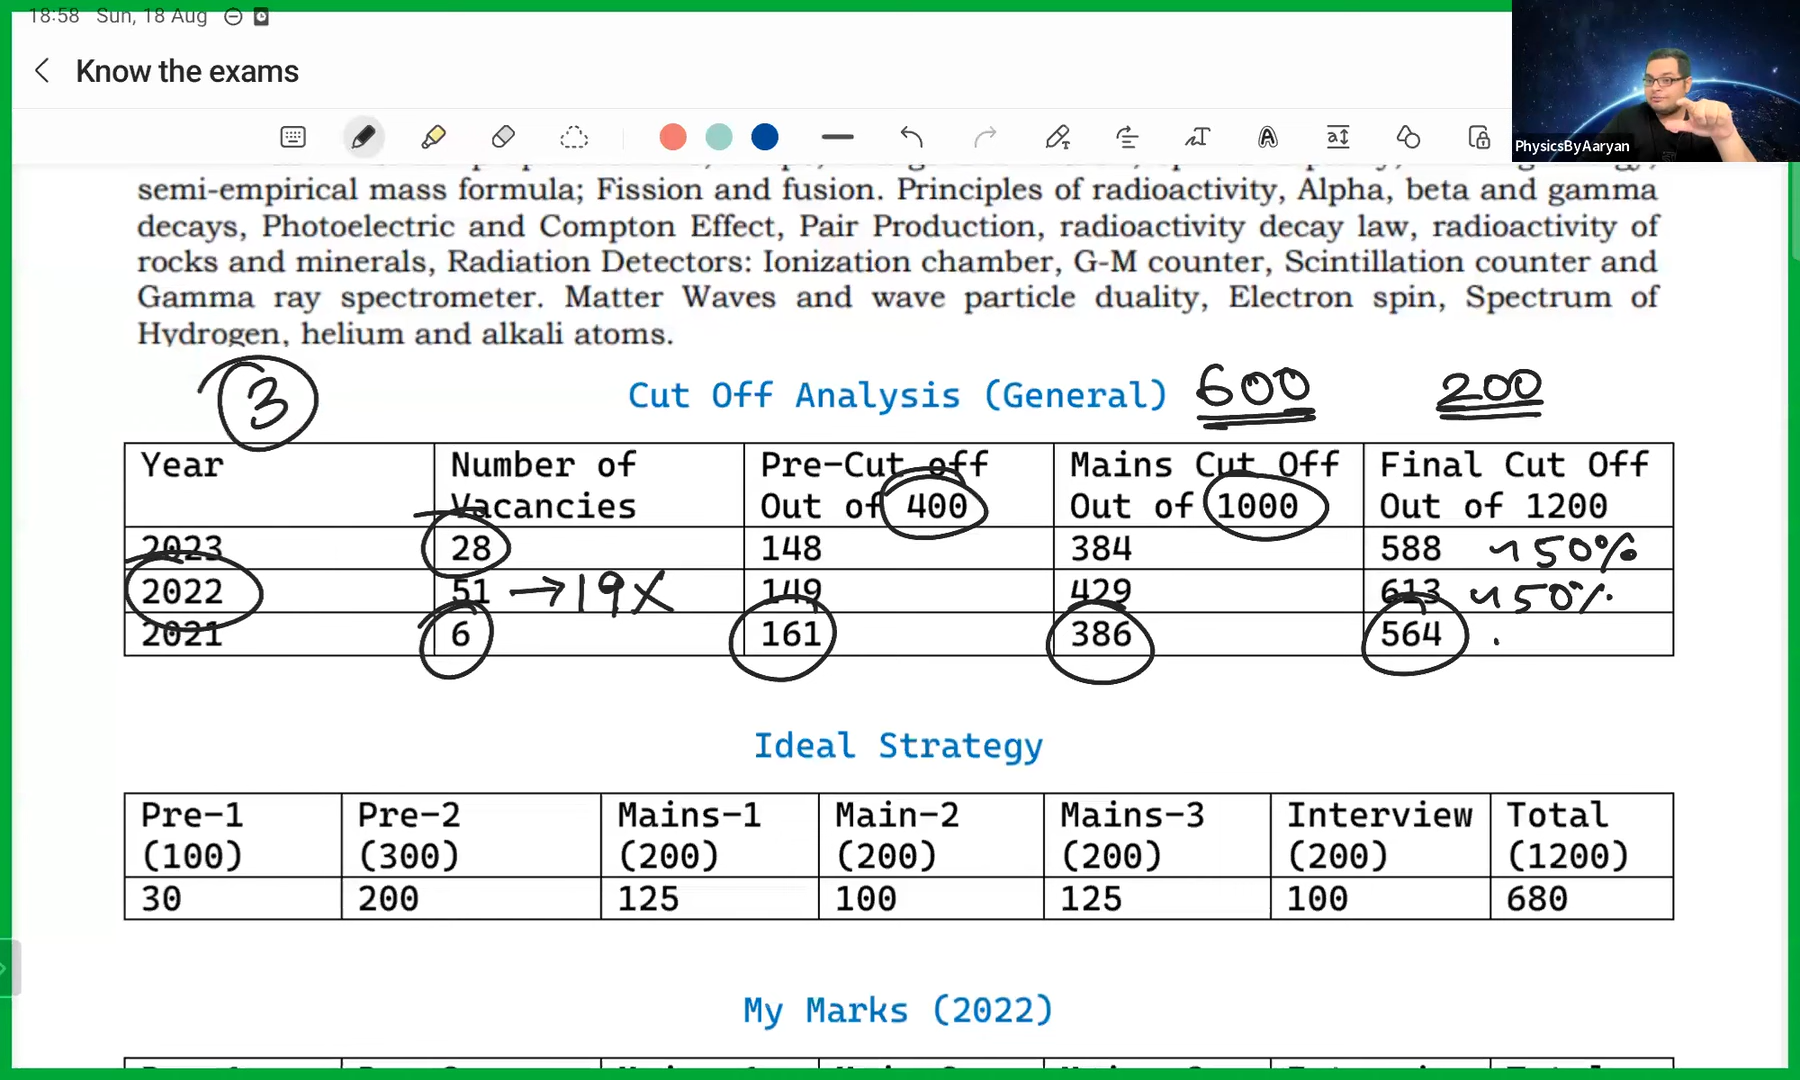 18:58 Sun, 18 Aug
Know the exams
PhysicsByAaryan
semi-empirical mass formula; Fission and fusion. Principles of radioactivity, Alpha, beta and gamma
decays, Photoelectric and Compton Effect, Pair Production, radioactivity decay law, radioactivity of
rocks and minerals, Radiation Detectors: Ionization chamber, G-M counter, Scintillation counter and
Gamma ray spectrometer. Matter Waves and wave particle duality, Electron spin, Spectrum of
Hydrogen, helium and alkali atoms.
3
Cut Off Analysis (General) 600 200
Year Number of Vacancies Pre-Cut off Out of 400 Mains Cut Off Out of 1000 Final Cut Off Out of 1200
2023 28 148 384 588 ~50%
2022 51 →19X 149 429 613 ~50%
2021 6 161 386 564
Ideal Strategy
Pre-1 (100) Pre-2 (300) Mains-1 (200) Main-2 (200) Mains-3 (200) Interview (200) Total (1200)
30 200 125 100 125 100 680
My Marks (2022)